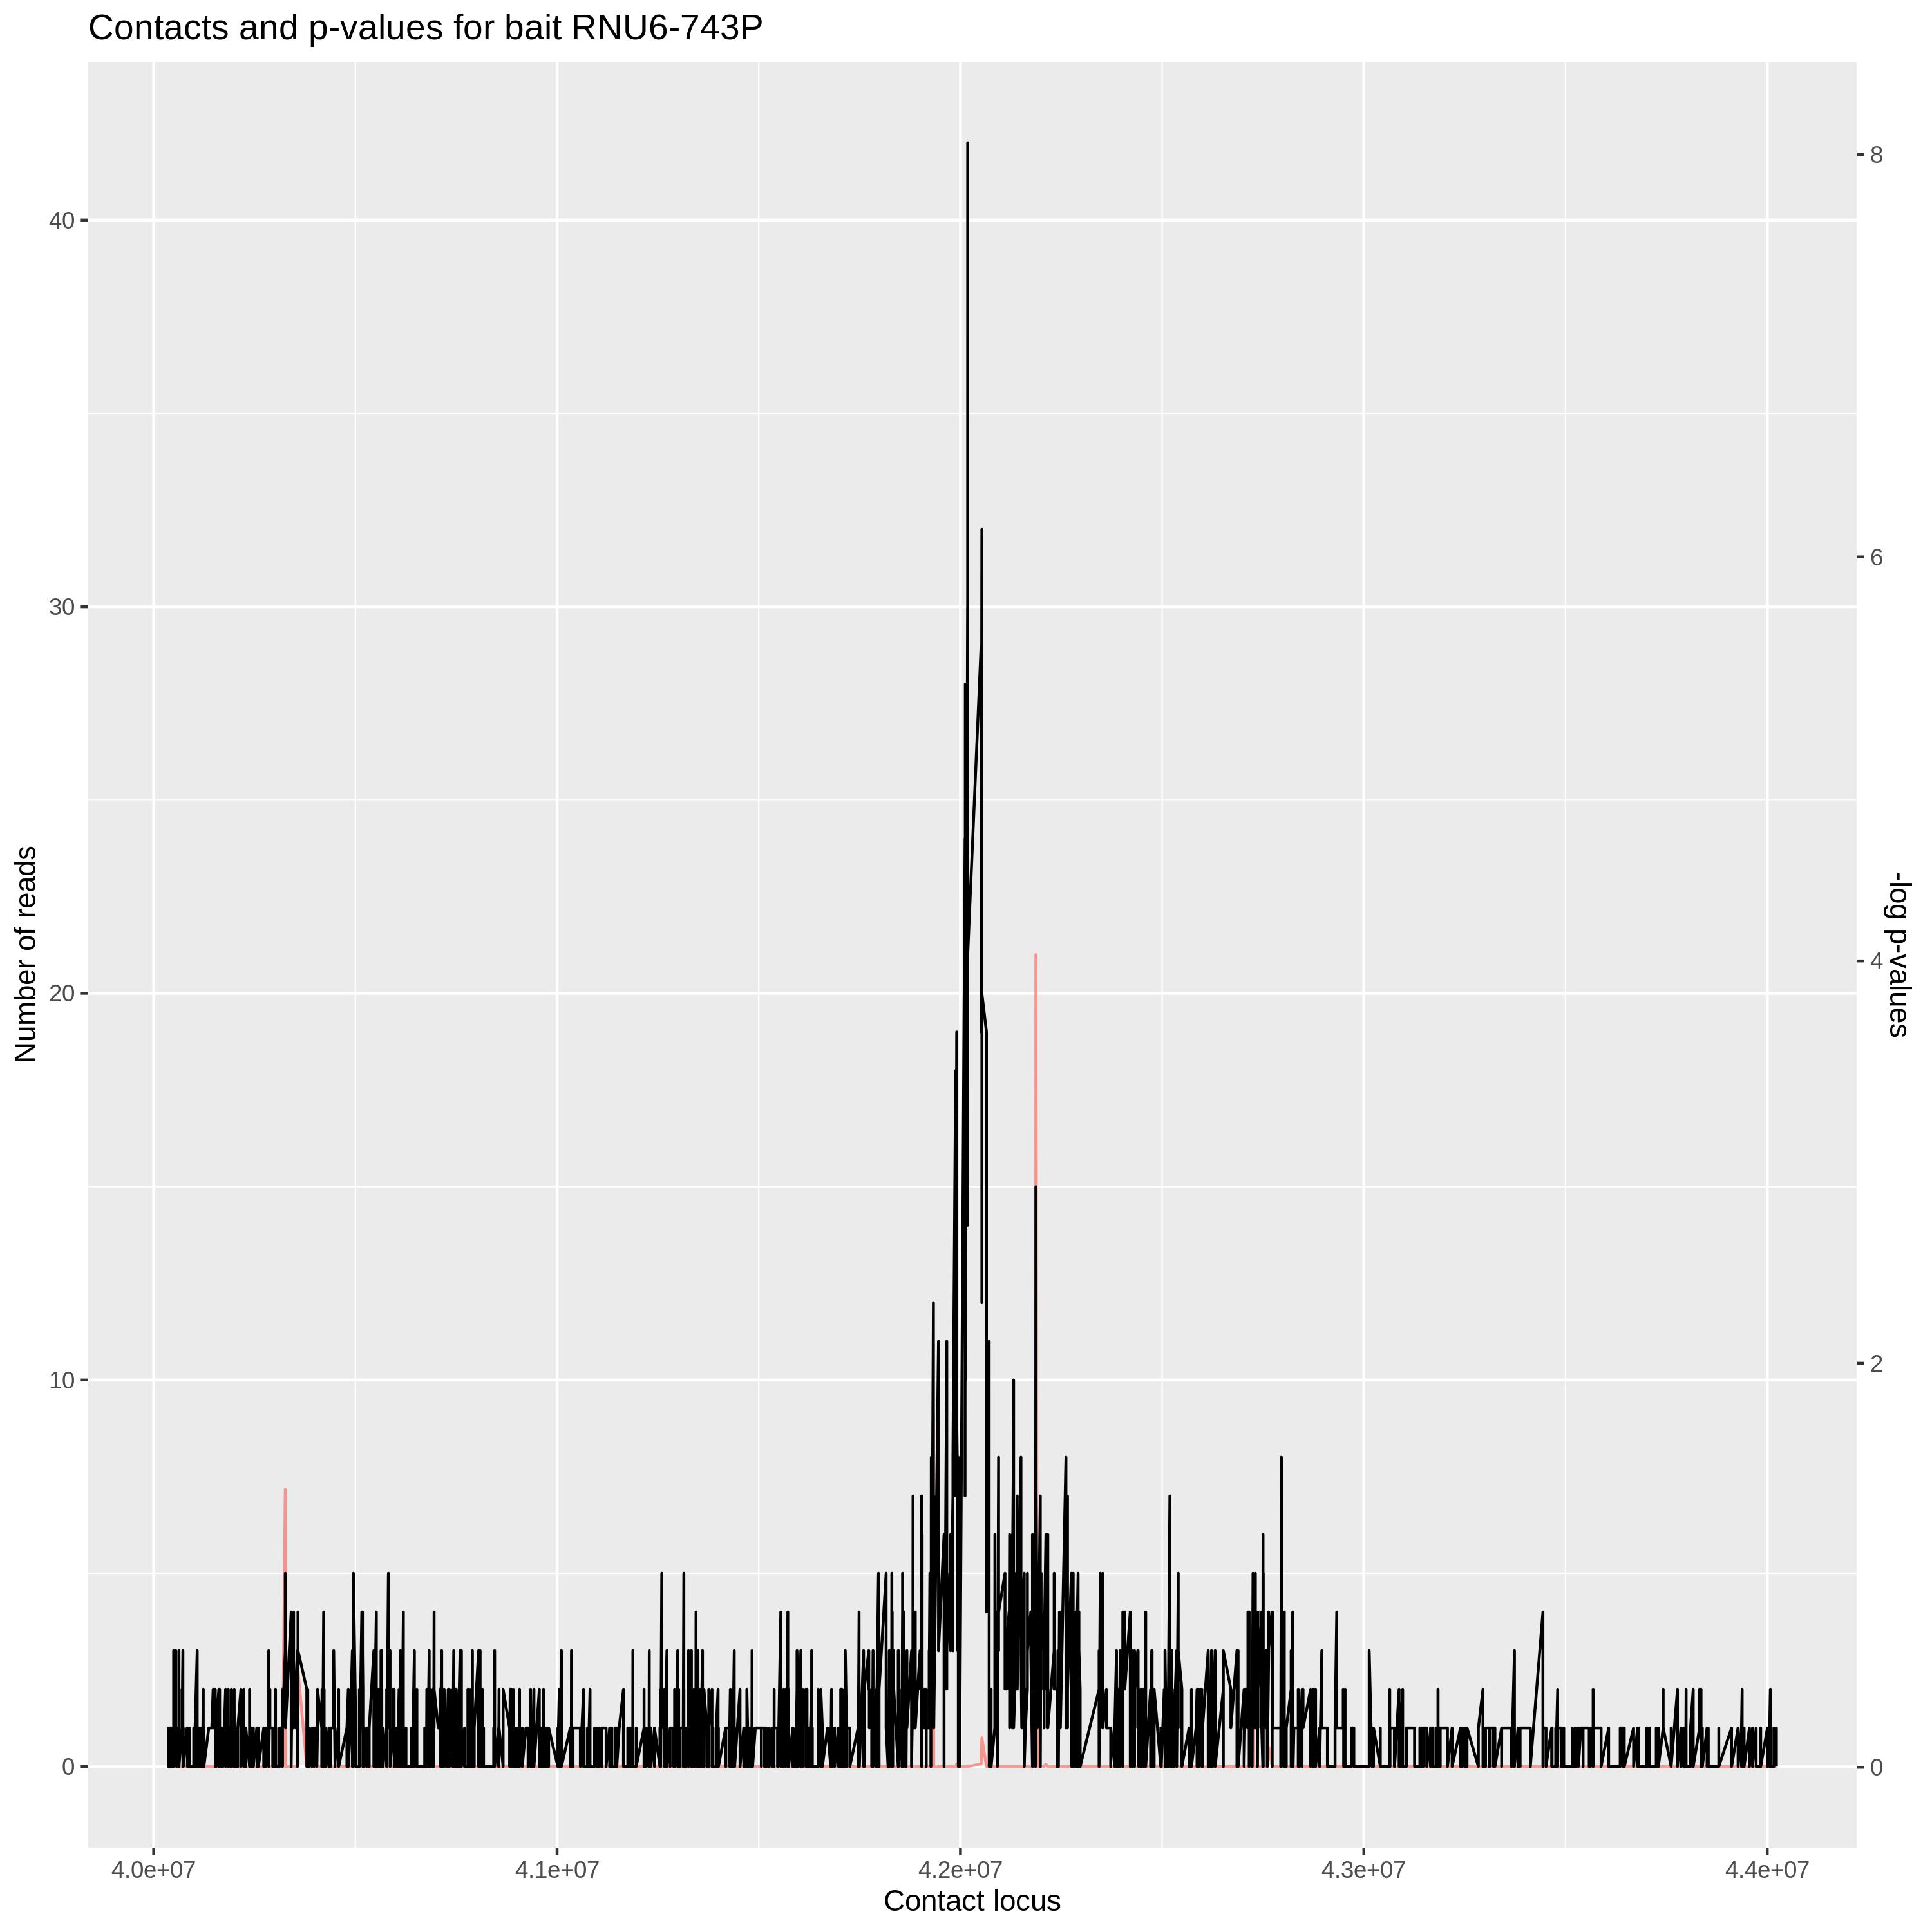 Contacts and p-values for bait RNU6-743P
40
30
20
10
0
Number of reads
8
6
4
2
0
-log p-values
4.0e+07 4.1e+07 4.2e+07 4.3e+07 4.4e+07
Contact locus